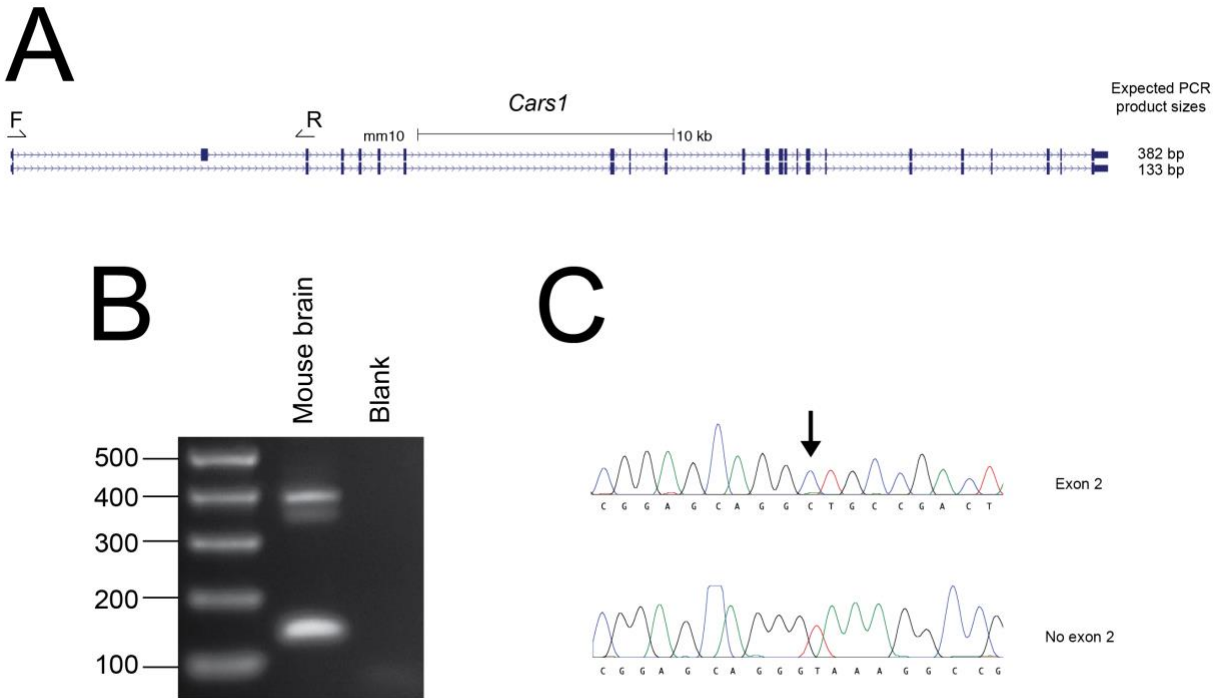 A
Expected PCR
product sizes
Cars1
F
R
mm10
10 kb
382 bp
133 bp
B
Mouse brain
Blank
500
400
300
200
100
C
C G G A G C A G G C T G C C G A C T
Exon 2
C G G A G C A G G G T A A A G G C C G
No exon 2